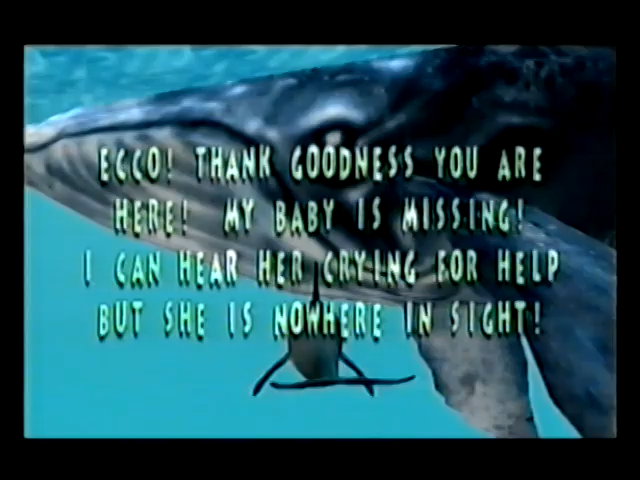 ECCO! THANK GOODNESS YOU ARE
HERE! MY BABY IS MISSING!
I CAN HEAR HER CRYING FOR HELP
BUT SHE IS NOWHERE IN SIGHT!